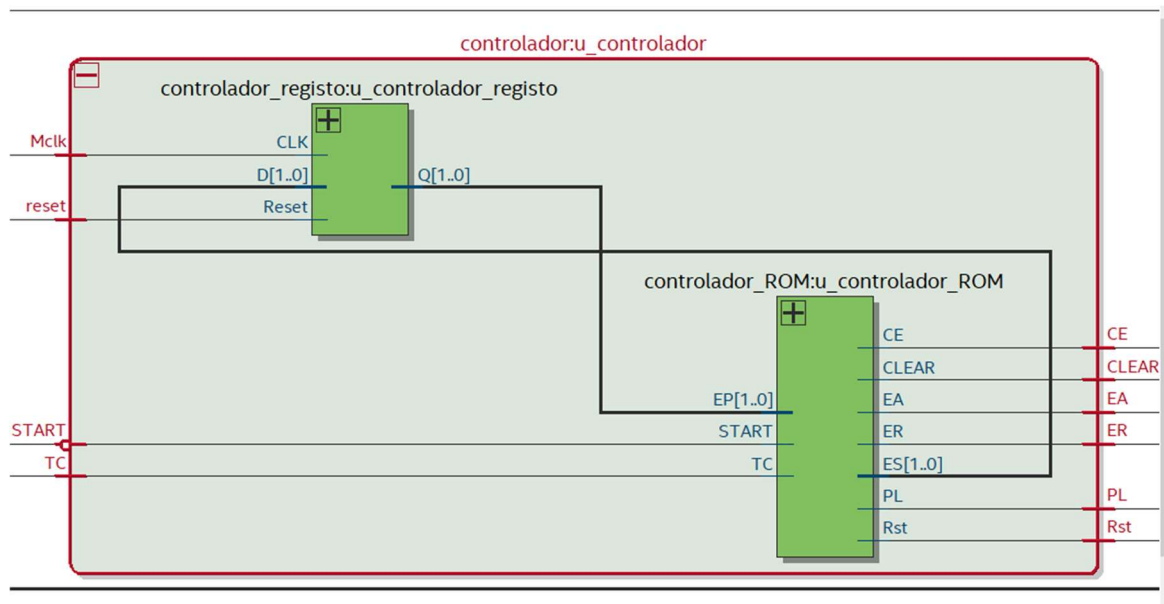 controlador:u_controlador
controlador_registo:u_controlador_registo
Mclk
CLK
D[1..0]
Q[1..0]
reset
Reset
controlador_ROM:u_controlador_ROM
CE
CE
CLEAR
CLEAR
EP[1..0]
EA
EA
START
START
ER
ER
TC
TC
ES[1..0]
PL
PL
Rst
Rst